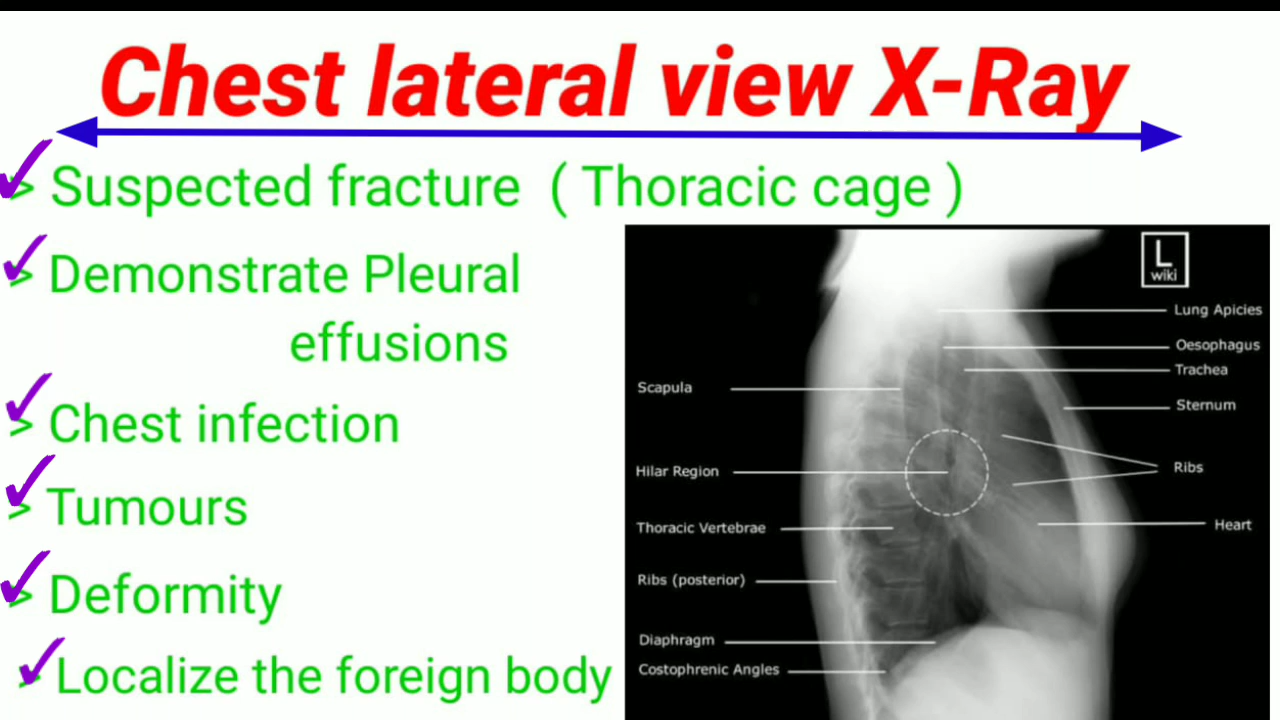 Chest lateral view X-Ray
> Suspected fracture ( Thoracic cage )
> Demonstrate Pleural
effusions
> Chest infection
> Tumours
> Deformity
> Localize the foreign body
L
wiki
Lung Apicies
Oesophagus
Trachea
Sternum
Ribs
Heart
Scapula
Hilar Region
Thoracic Vertebrae
Ribs (posterior)
Diaphragm
Costophrenic Angles